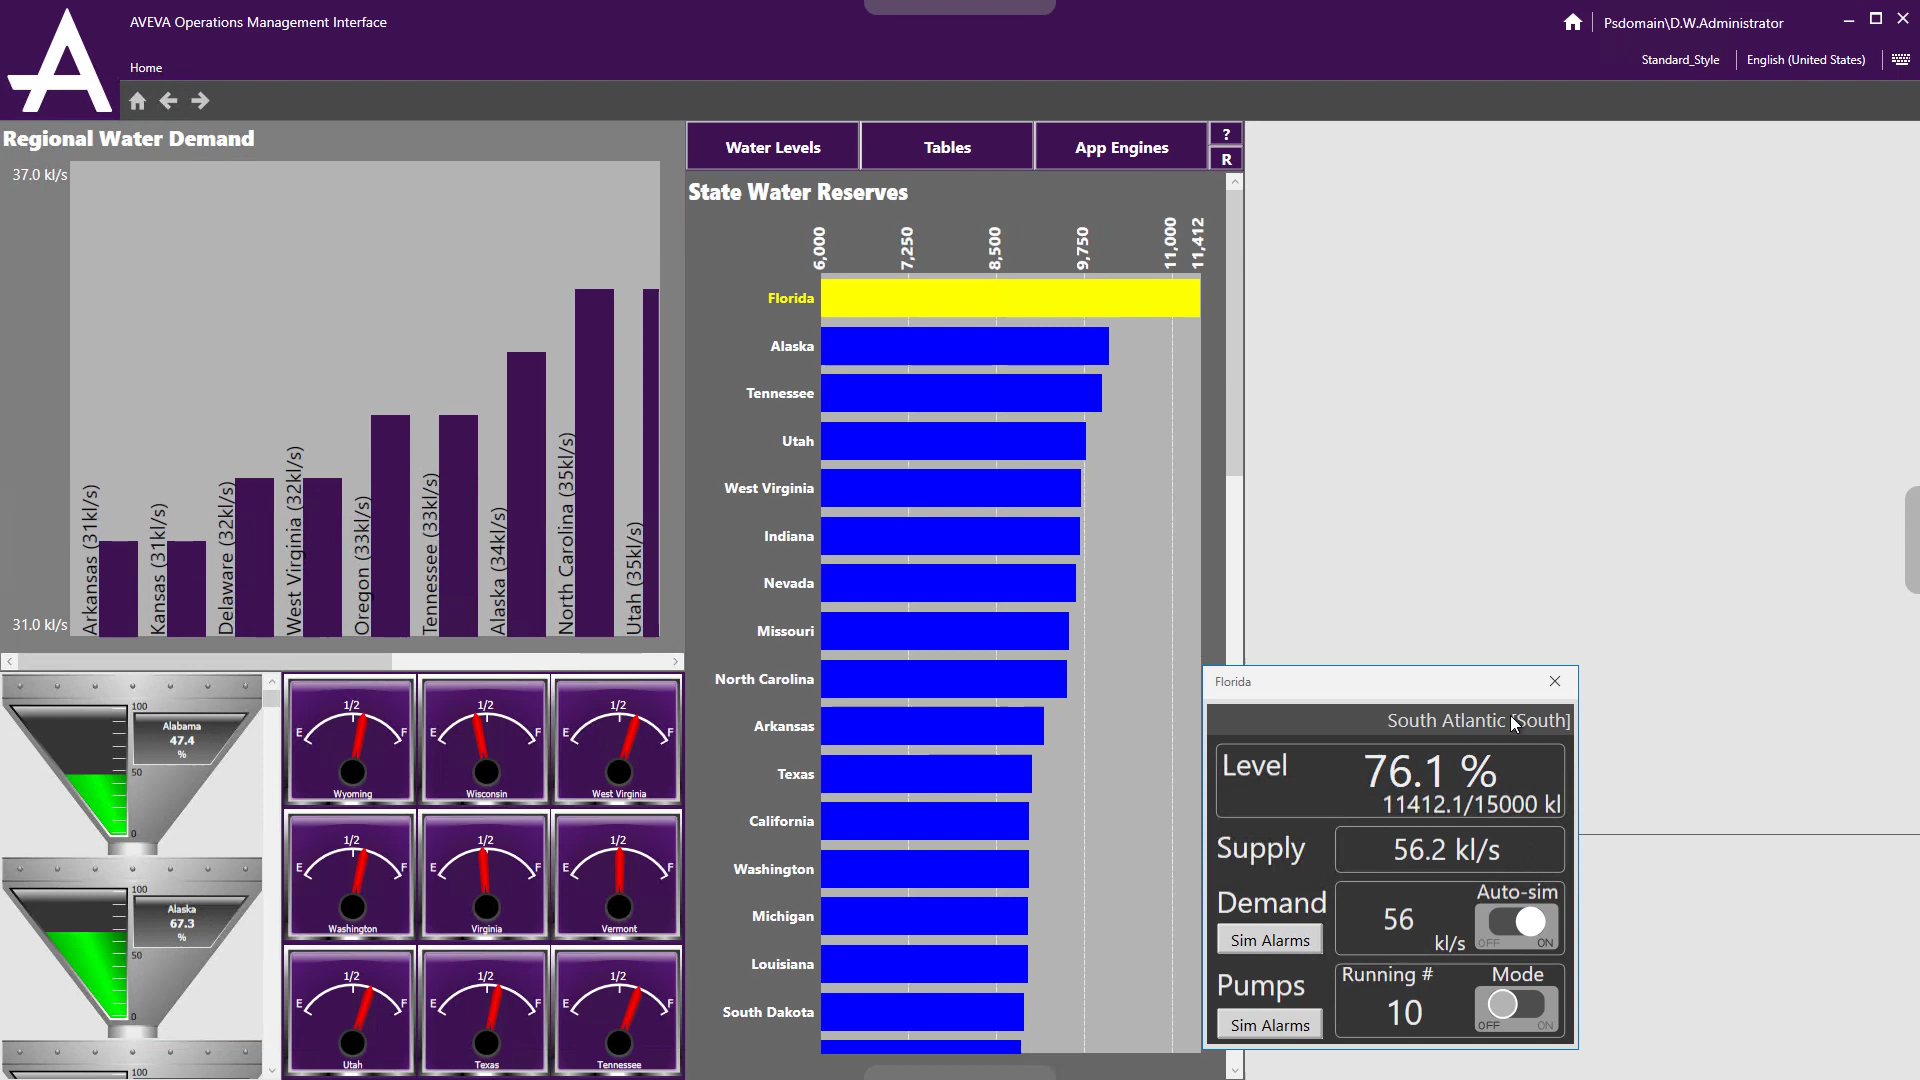 AVEVA Operations Management Interface
Psdomain\D.W.Administrator
Standard_Style
English (United States)
Home
Regional Water Demand
37.0 kl/s
31.0 kl/s
Arkansas (31kl/s)
Kansas (31kl/s)
Delaware (32kl/s)
West Virginia (32kl/s)
Oregon (33kl/s)
Tennessee (33kl/s)
Alaska (34kl/s)
North Carolina (35kl/s)
Utah (35kl/s)
Water Levels
Tables
App Engines
?
R
State Water Reserves
6,000
7,250
8,500
9,750
11,000
11,412
Florida
Alaska
Tennessee
Utah
West Virginia
Indiana
Nevada
Missouri
North Carolina
Arkansas
Texas
California
Washington
Michigan
Louisiana
South Dakota
100
Alabama
47.4
%
50
0
100
Alaska
67.3
%
50
0
100
1/2
E F
Wyoming
1/2
E F
Wisconsin
1/2
E F
West Virginia
1/2
E F
Washington
1/2
E F
Virginia
1/2
E F
Vermont
1/2
E F
Utah
1/2
E F
Texas
1/2
E F
Tennessee
Florida
South Atlantic [South]
Level
76.1 %
11412.1/15000 kl
Supply
56.2 kl/s
Demand
Sim Alarms
56
kl/s
Auto-sim
OFF ON
Pumps
Sim Alarms
Running #
10
Mode
OFF ON